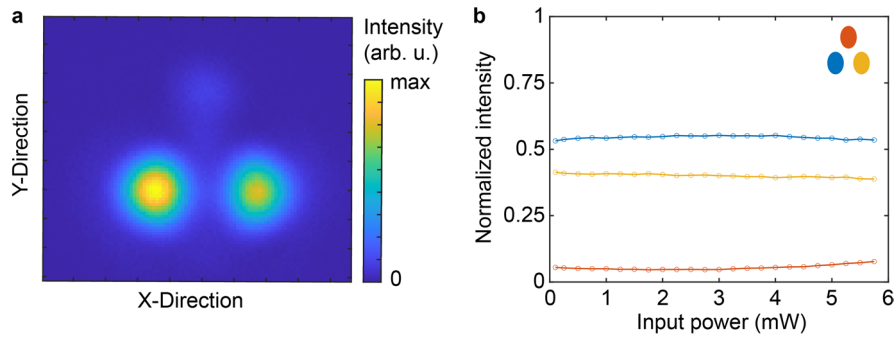 a
Intensity
(arb. u.)
max
0
Y-Direction
X-Direction
b
1
0.75
0.5
0.25
0
Normalized intensity
0 1 2 3 4 5 6
Input power (mW)